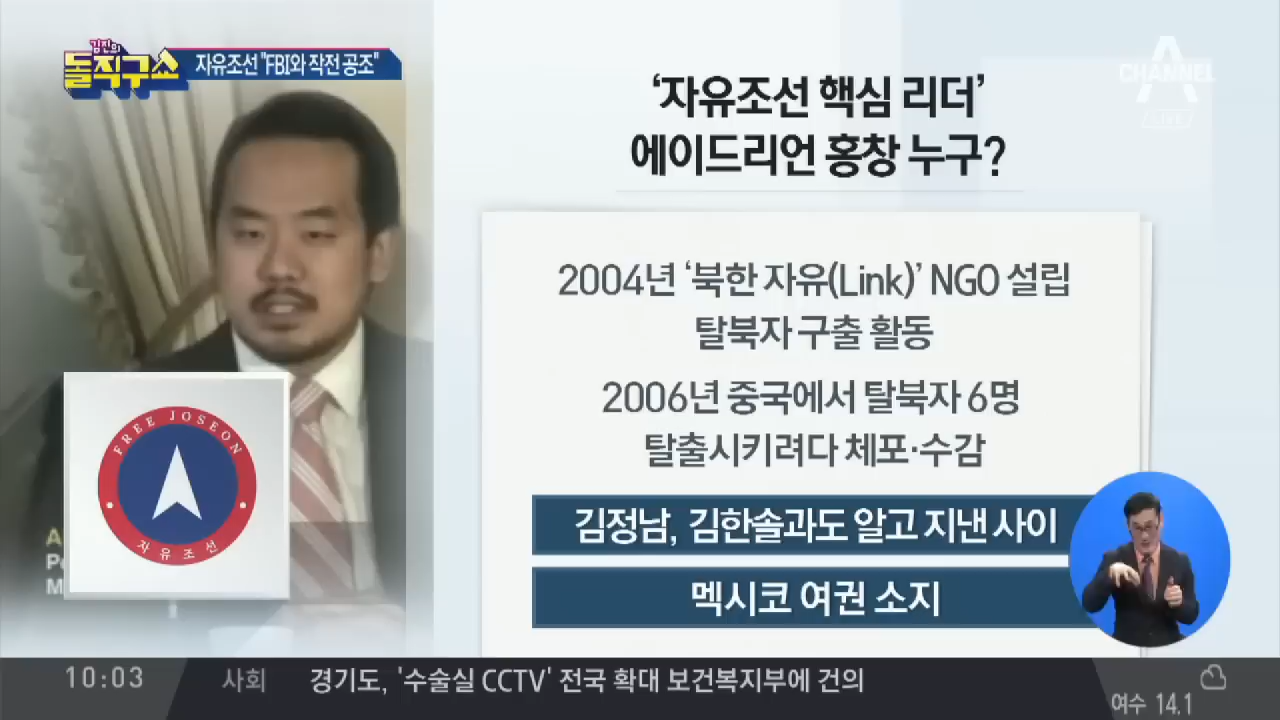 김진의
돌직구쇼
자유조선 "FBI와 작전 공조"
CHANNEL A
LIVE
‘자유조선 핵심 리더’
에이드리언 홍창 누구?
2004년 ‘북한 자유(Link)’ NGO 설립
탈북자 구출 활동
2006년 중국에서 탈북자 6명
탈출시키려다 체포·수감
김정남, 김한솔과도 알고 지낸 사이
멕시코 여권 소지
FREE JOSEON
자유조선
10:03
사회
경기도, '수술실 CCTV' 전국 확대 보건복지부에 건의
여수 14.1